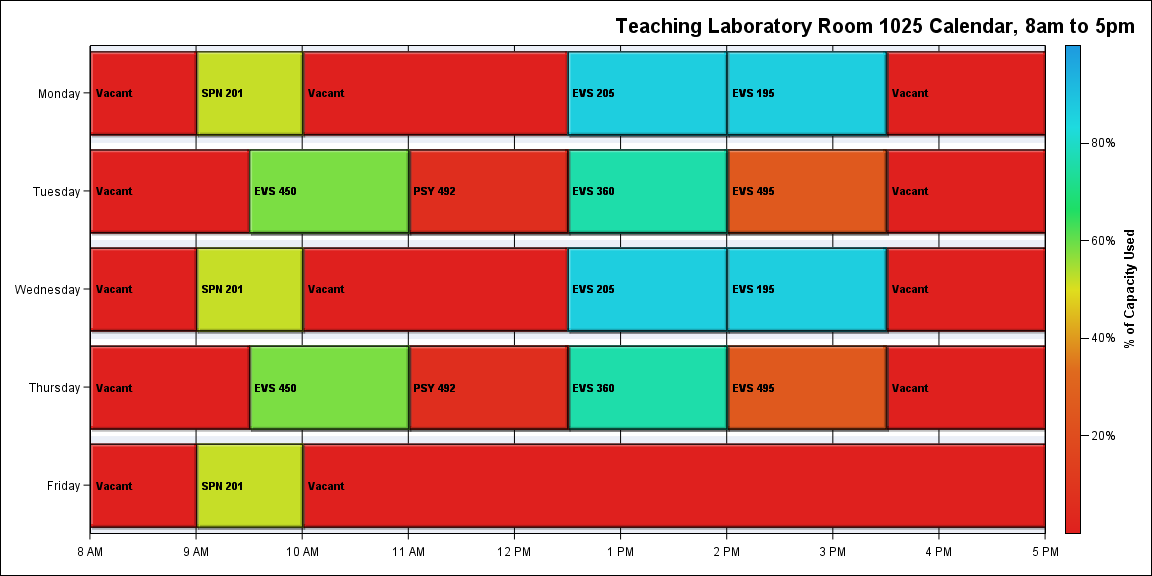 Teaching Laboratory Room 1025 Calendar, 8am to 5pm
Monday
Vacant
SPN 201
Vacant
EVS 205
EVS 195
Vacant
Tuesday
Vacant
EVS 450
PSY 492
EVS 360
EVS 495
Vacant
Wednesday
Vacant
SPN 201
Vacant
EVS 205
EVS 195
Vacant
Thursday
Vacant
EVS 450
PSY 492
EVS 360
EVS 495
Vacant
Friday
Vacant
SPN 201
Vacant
8 AM
9 AM
10 AM
11 AM
12 PM
1 PM
2 PM
3 PM
4 PM
5 PM
80%
60%
40%
20%
% of Capacity Used